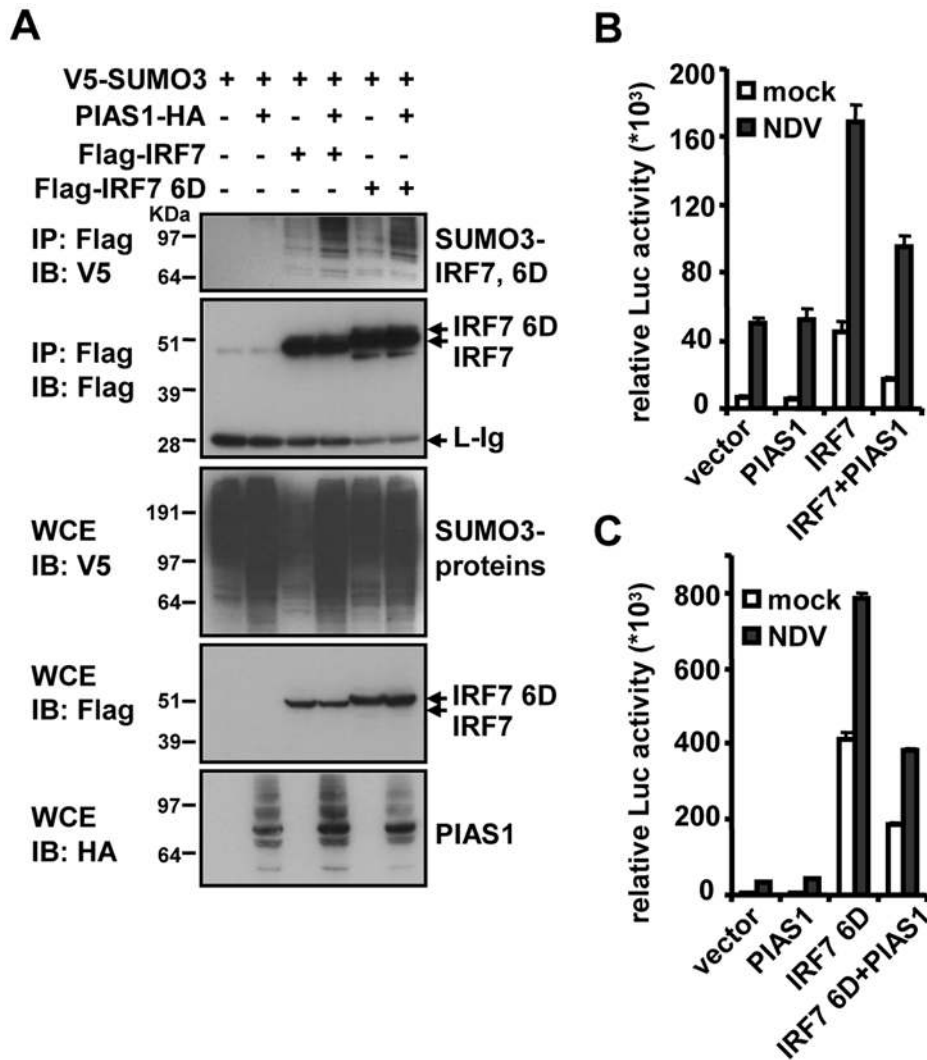 A
V5-SUMO3 + + + + + +
PIAS1-HA - + - + - +
Flag-IRF7 - - + + - -
Flag-IRF7 6D - - - - + +
KDa
IP: Flag
IB: V5
97
64
SUMO3-
IRF7, 6D
IP: Flag
IB: Flag
51
39
28
IRF7 6D
IRF7
L-Ig
WCE
IB: V5
191
97
64
SUMO3-
proteins
WCE
IB: Flag
51
39
IRF7 6D
IRF7
WCE
IB: HA
97
64
PIAS1
B
relative Luc activity (*10³)
200
160
120
80
40
0
mock
NDV
vector
PIAS1
IRF7
IRF7+PIAS1
C
relative Luc activity (*10³)
800
600
400
200
0
mock
NDV
vector
PIAS1
IRF7 6D
IRF7 6D+PIAS1